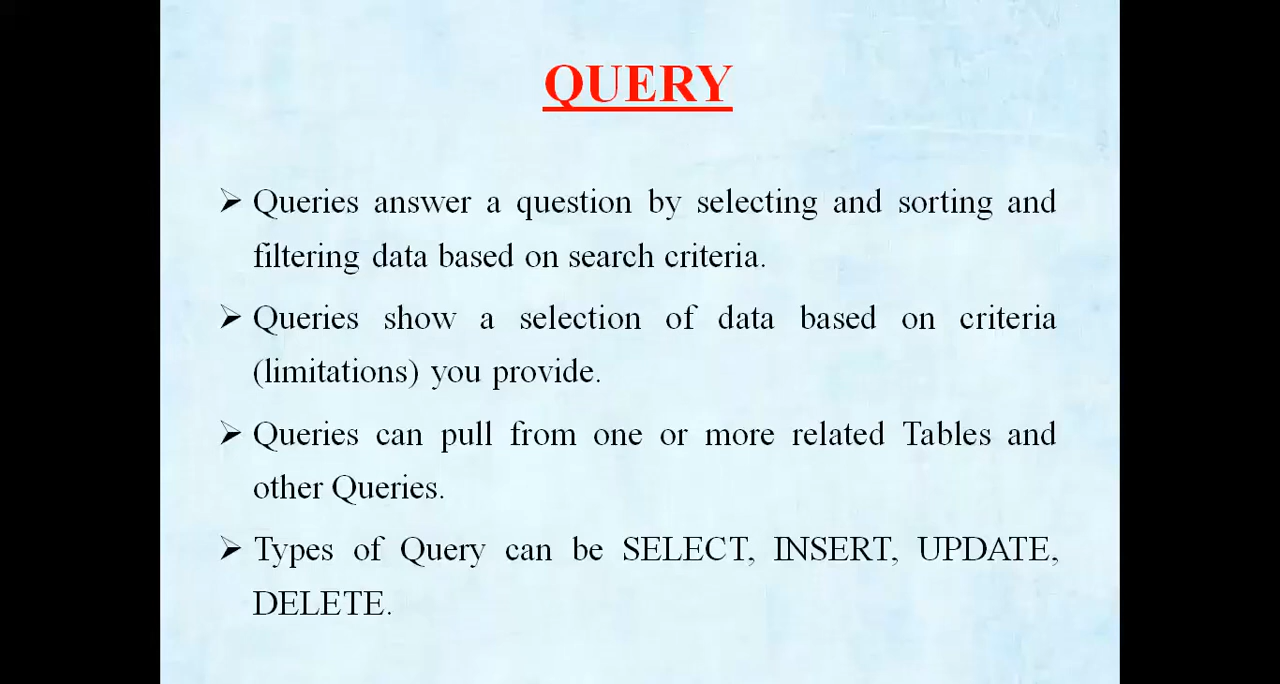 QUERY
➢ Queries answer a question by selecting and sorting and
filtering data based on search criteria.
➢ Queries show a selection of data based on criteria
(limitations) you provide.
➢ Queries can pull from one or more related Tables and
other Queries.
➢ Types of Query can be SELECT, INSERT, UPDATE,
DELETE.